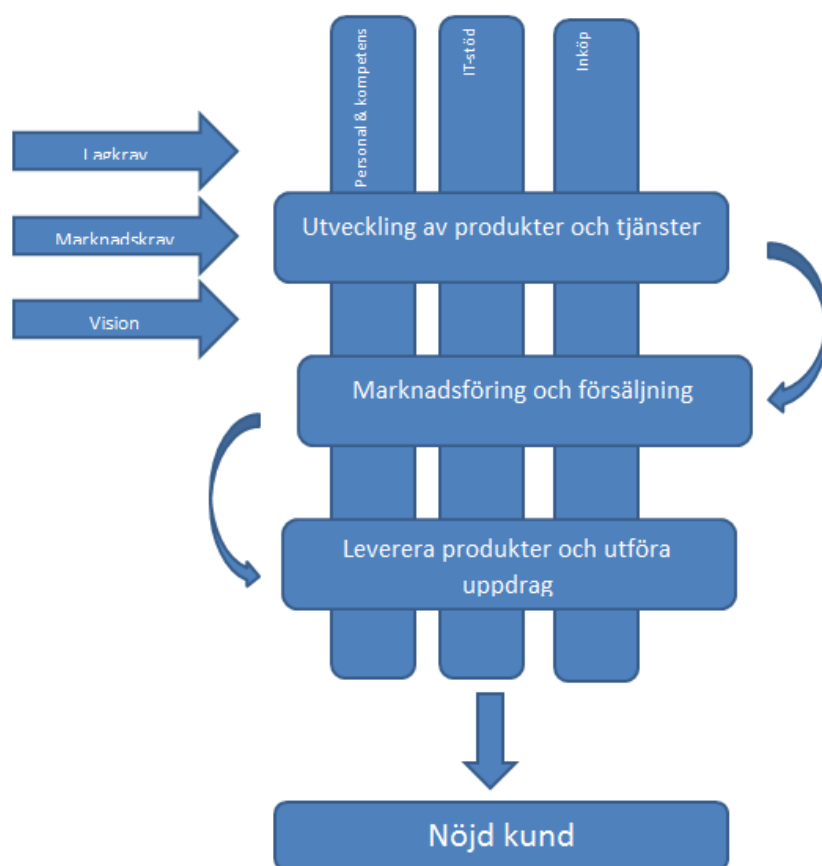 Personal & kompetens
IT-stöd
Inköp
Lagkrav
Marknadskrav
Vision
Utveckling av produkter och tjänster
Marknadsföring och försäljning
Leverera produkter och utföra
uppdrag
Nöjd kund